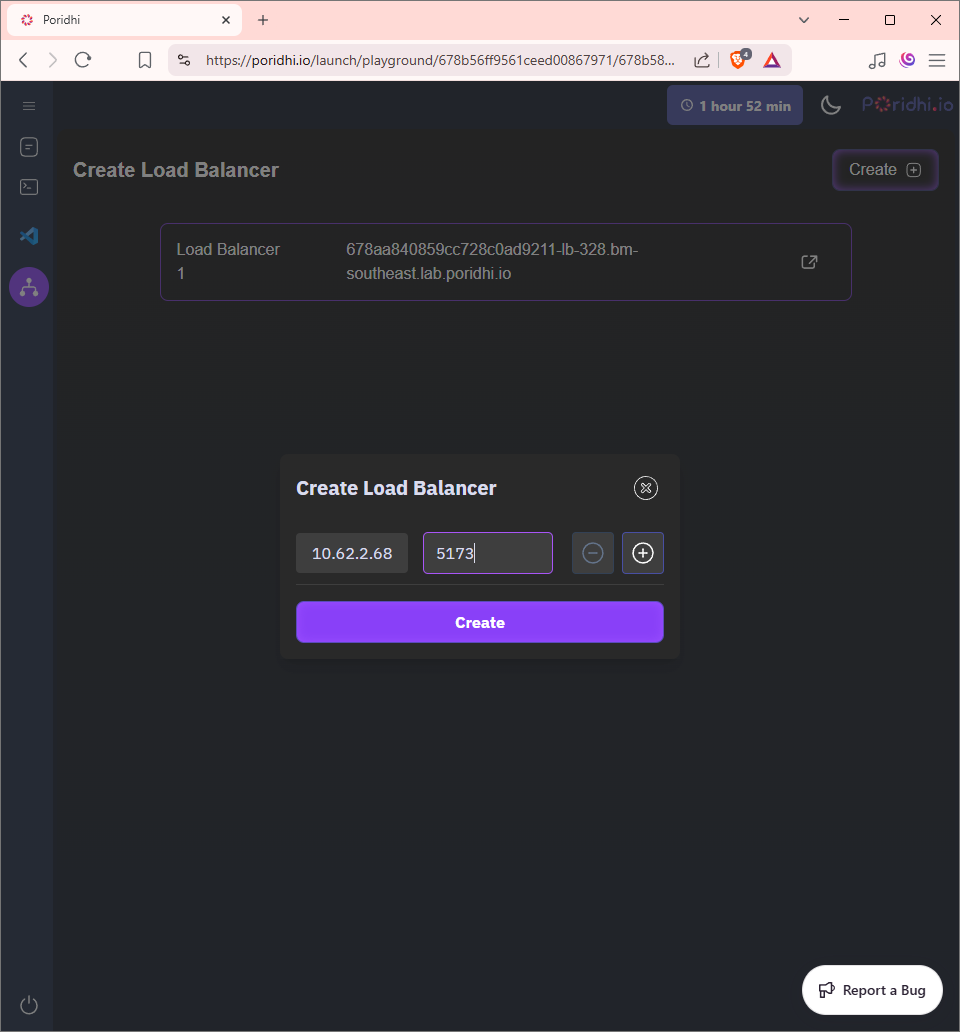 Poridhi
https://poridhi.io/launch/playground/678b56ff9561ceed00867971/678b58...
4
1 hour 52 min
Poridhi.io
Create Load Balancer
Create
Load Balancer
1
678aa840859cc728c0ad9211-lb-328.bm-
southeast.lab.poridhi.io
Create Load Balancer
10.62.2.68
5173
Create
Report a Bug